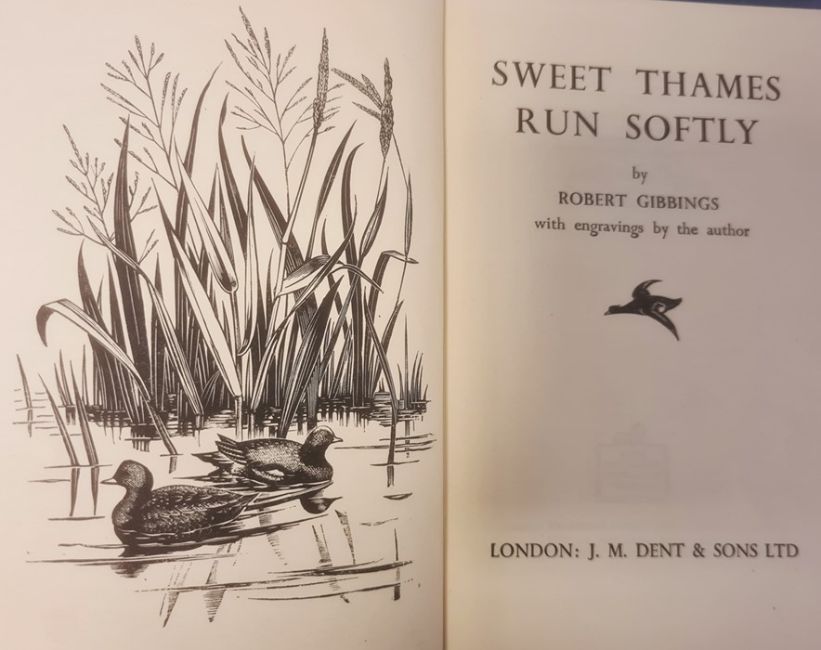 SWEET THAMES
RUN SOFTLY
by
ROBERT GIBBINGS
with engravings by the author
LONDON: J. M. DENT & SONS LTD